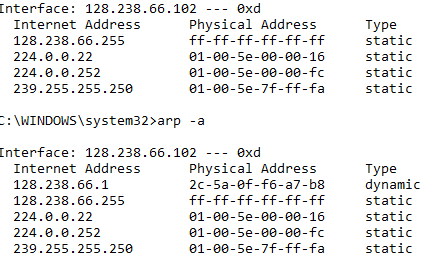 Interface: 128.238.66.102 --- 0xd
Internet Address Physical Address Type
128.238.66.255 ff-ff-ff-ff-ff-ff static
224.0.0.22 01-00-5e-00-00-16 static
224.0.0.252 01-00-5e-00-00-fc static
239.255.255.250 01-00-5e-7f-ff-fa static
C:\WINDOWS\system32>arp -a
Interface: 128.238.66.102 --- 0xd
Internet Address Physical Address Type
128.238.66.1 2c-5a-0f-f6-a7-b8 dynamic
128.238.66.255 ff-ff-ff-ff-ff-ff static
224.0.0.22 01-00-5e-00-00-16 static
224.0.0.252 01-00-5e-00-00-fc static
239.255.255.250 01-00-5e-7f-ff-fa static